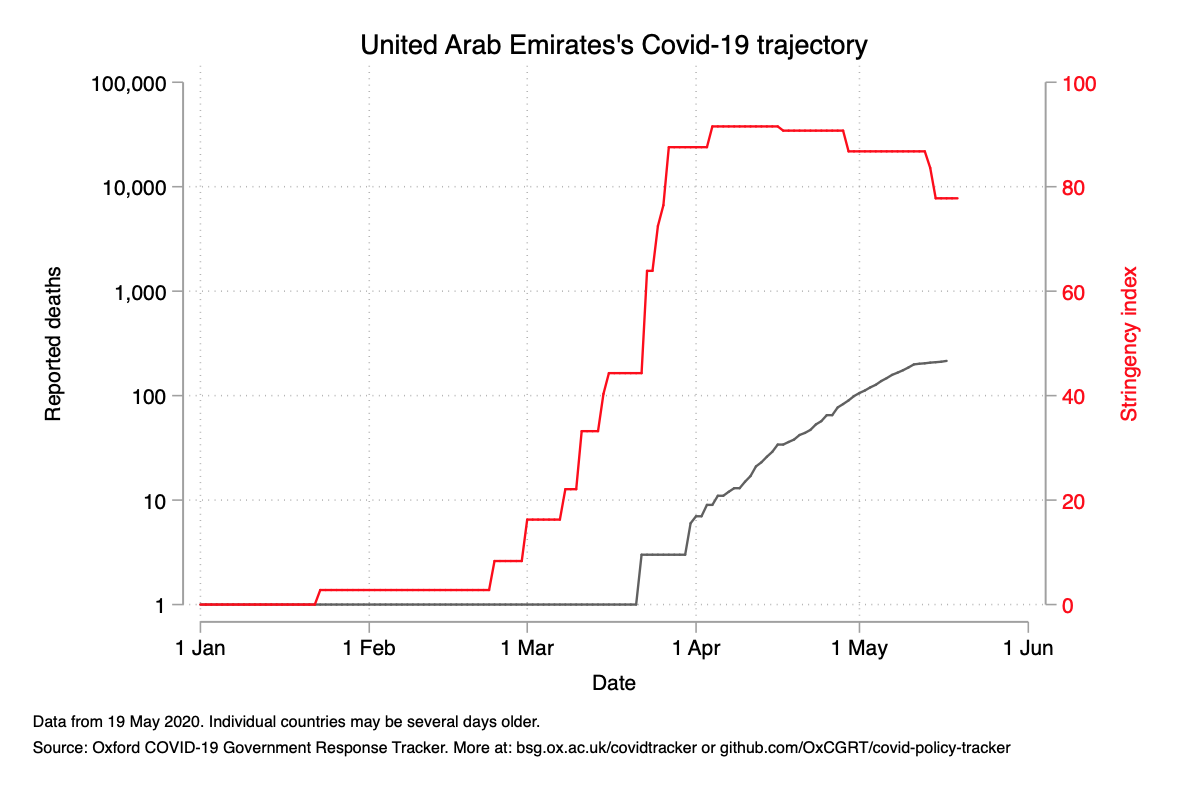 United Arab Emirates's Covid-19 trajectory
100,000
10,000
1,000
100
10
1
Reported deaths
100
80
60
40
20
0
Stringency index
1 Jan
1 Feb
1 Mar
1 Apr
1 May
1 Jun
Date
Data from 19 May 2020. Individual countries may be several days older.
Source: Oxford COVID-19 Government Response Tracker. More at: bsg.ox.ac.uk/covidtracker or github.com/OxCGRT/covid-policy-tracker